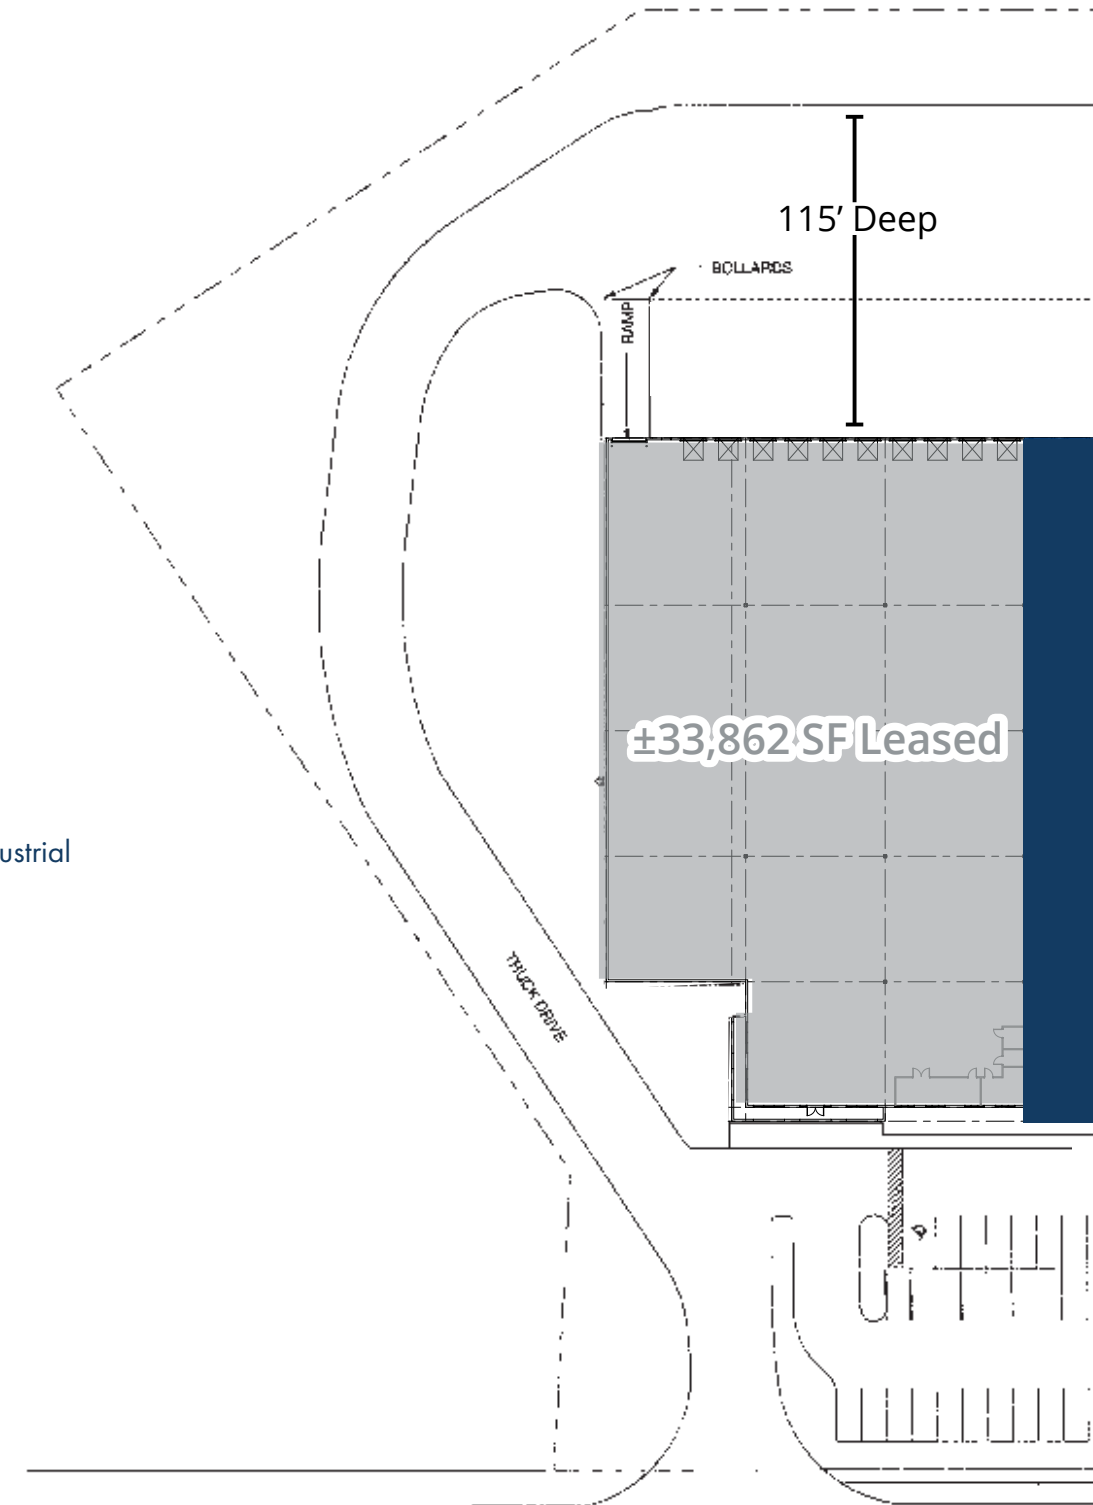 115’ Deep
BOLLARDS
RAMP
±33,862 SF Leased
ustrial
TRUCK DRIVE